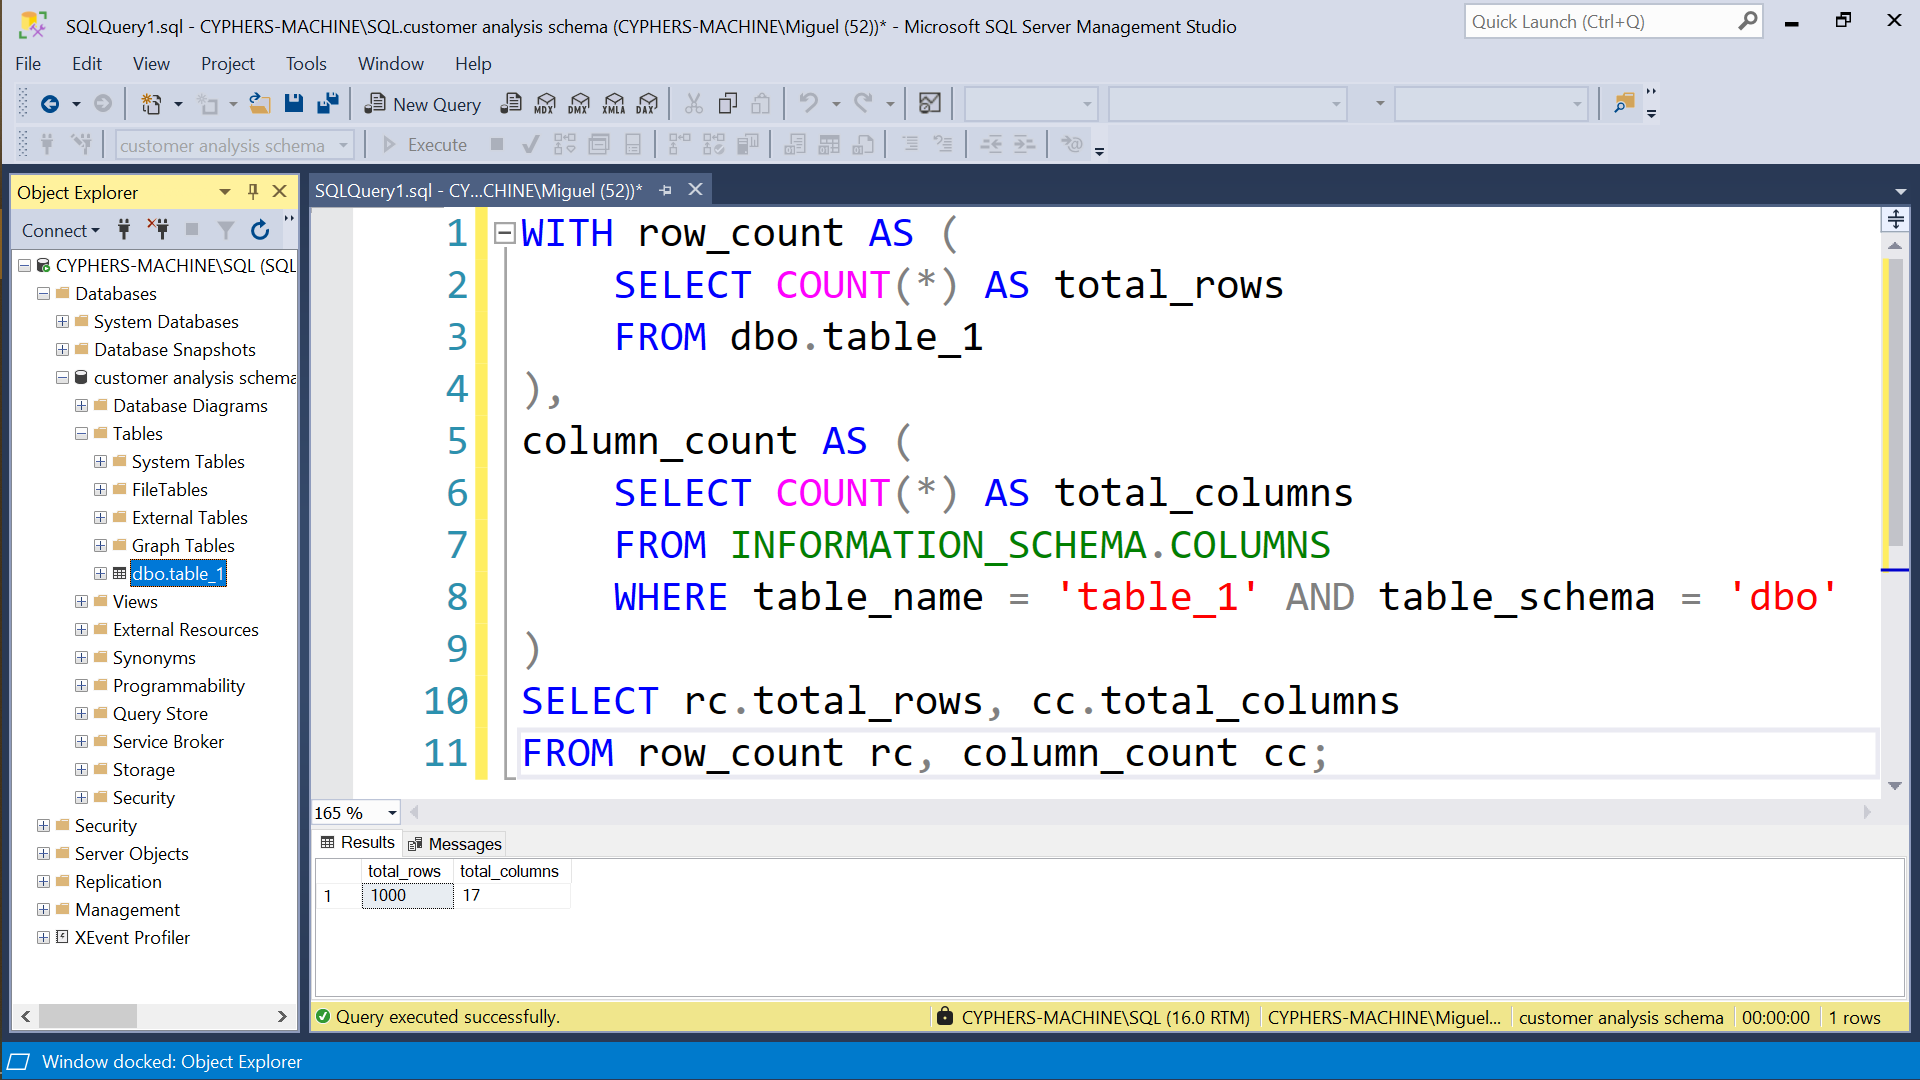 SQLQuery1.sql - CYPHERS-MACHINE\SQL.customer analysis schema (CYPHERS-MACHINE\Miguel (52))* - Microsoft SQL Server Management Studio
Quick Launch (Ctrl+Q)
File Edit View Project Tools Window Help
New Query MDX DMX XMLA DAX
customer analysis schema Execute
Object Explorer
Connect
CYPHERS-MACHINE\SQL (SQL
Databases
System Databases
Database Snapshots
customer analysis schema
Database Diagrams
Tables
System Tables
FileTables
External Tables
Graph Tables
dbo.table_1
Views
External Resources
Synonyms
Programmability
Query Store
Service Broker
Storage
Security
Security
Server Objects
Replication
Management
XEvent Profiler
SQLQuery1.sql - CY...CHINE\Miguel (52))*
1 WITH row_count AS (
2 SELECT COUNT(*) AS total_rows
3 FROM dbo.table_1
4 ),
5 column_count AS (
6 SELECT COUNT(*) AS total_columns
7 FROM INFORMATION_SCHEMA.COLUMNS
8 WHERE table_name = 'table_1' AND table_schema = 'dbo'
9 )
10 SELECT rc.total_rows, cc.total_columns
11 FROM row_count rc, column_count cc;
165 %
Results Messages
total_rows total_columns
1 1000 17
Query executed successfully. CYPHERS-MACHINE\SQL (16.0 RTM) CYPHERS-MACHINE\Miguel... customer analysis schema 00:00:00 1 rows
Window docked: Object Explorer